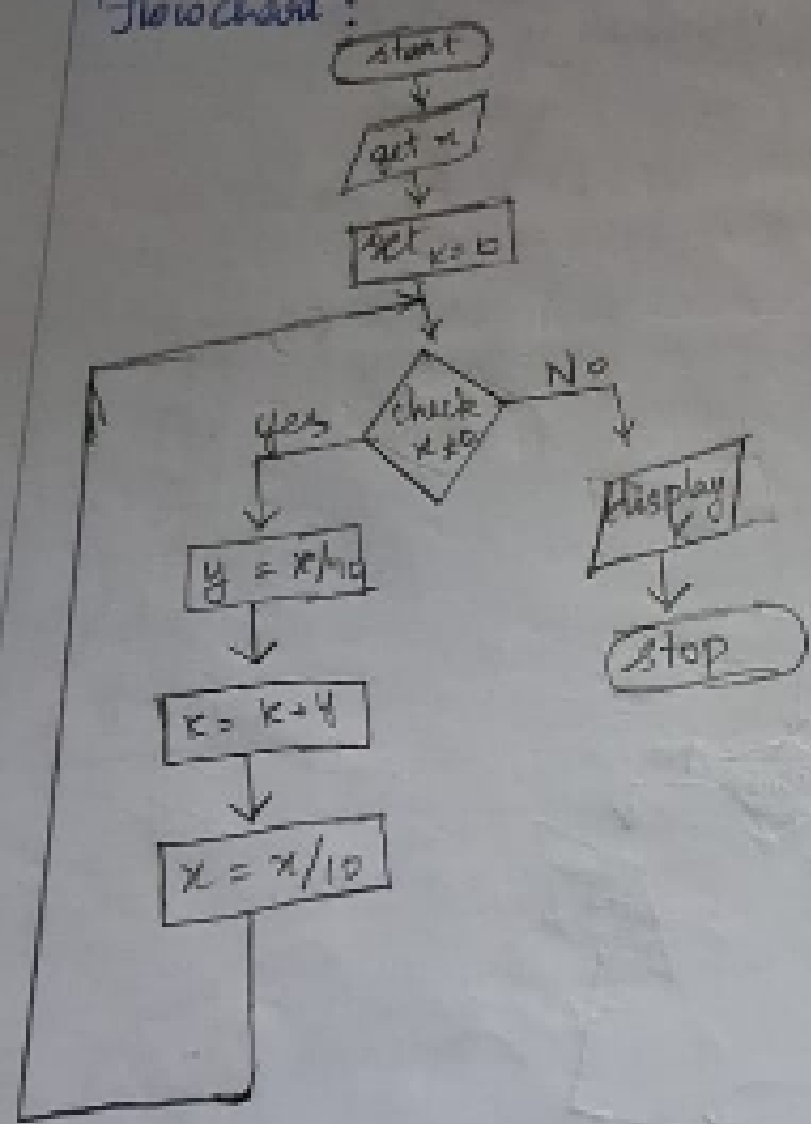 Flowchart :
start
get x
set k=0
check
x≠0
Yes
No
y = x/10
k = k+y
x = x/10
Display
k
stop